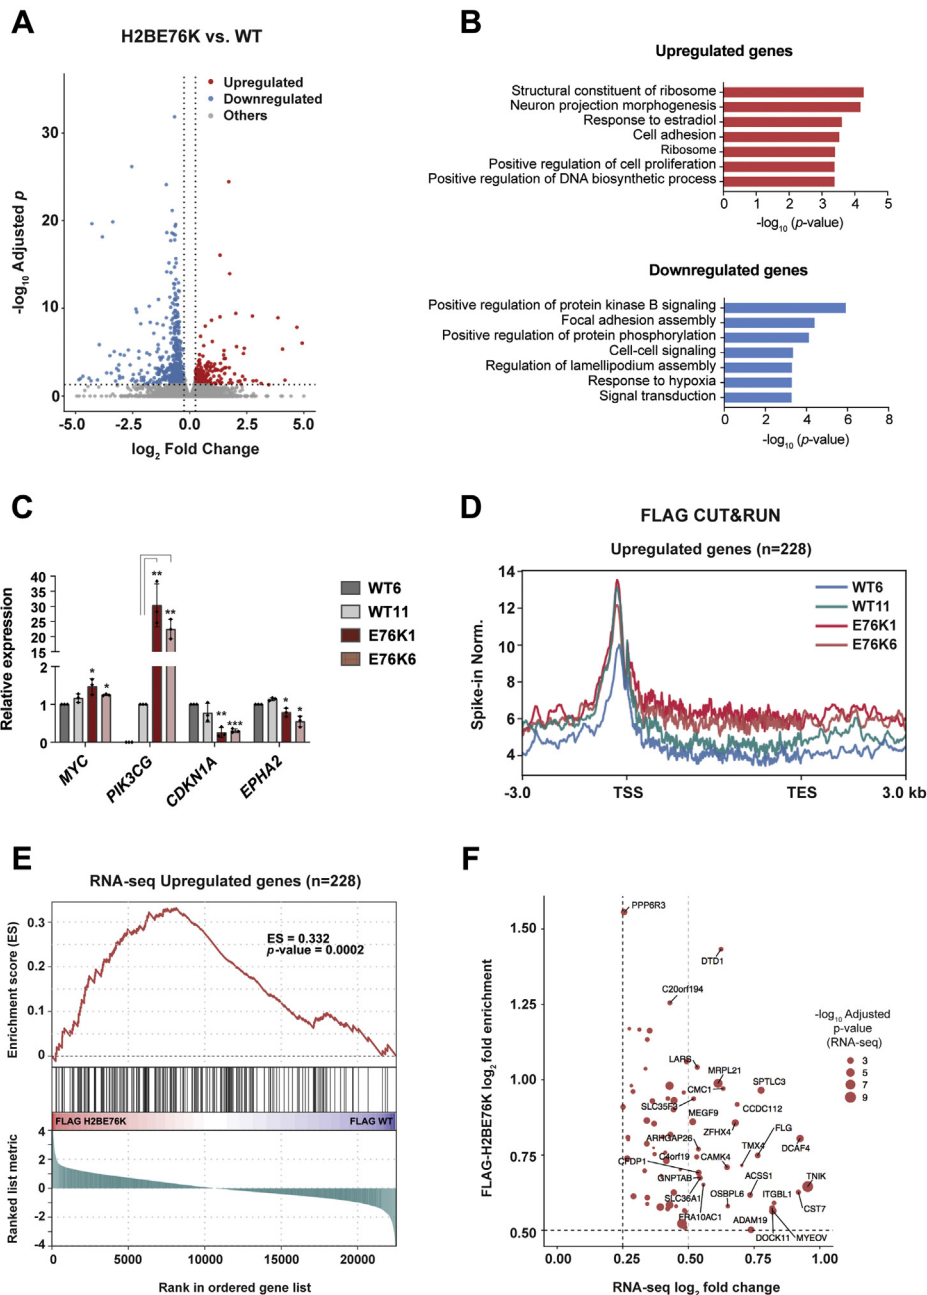 A
H2BE76K vs. WT
Upregulated
Downregulated
Others
30
20
10
0
-log10 Adjusted p
-5.0 -2.5 0.0 2.5 5.0
log2 Fold Change
B
Upregulated genes
Structural constituent of ribosome
Neuron projection morphogenesis
Response to estradiol
Cell adhesion
Ribosome
Positive regulation of cell proliferation
Positive regulation of DNA biosynthetic process
0 1 2 3 4 5
-log10 (p-value)
Downregulated genes
Positive regulation of protein kinase B signaling
Focal adhesion assembly
Positive regulation of protein phosphorylation
Cell-cell signaling
Regulation of lamellipodium assembly
Response to hypoxia
Signal transduction
0 2 4 6 8
-log10 (p-value)
C
Relative expression
40
35
30
25
20
15
2
1
0
** ** * * ** *** * *
MYC PIK3CG CDKN1A EPHA2
WT6
WT11
E76K1
E76K6
D
FLAG CUT&RUN
Upregulated genes (n=228)
Spike-in Norm.
14
12
10
8
6
4
WT6
WT11
E76K1
E76K6
-3.0 TSS TES 3.0 kb
E
RNA-seq Upregulated genes (n=228)
Enrichment score (ES)
0.3
0.2
0.1
0
ES = 0.332
p-value = 0.0002
FLAG H2BE76K FLAG WT
Ranked list metric
4
2
0
-2
-4
0 5000 10000 15000 20000
Rank in ordered gene list
F
FLAG-H2BE76K log2 fold enrichment
1.50
1.25
1.00
0.75
0.50
PPP6R3
DTD1
C20orf194
LARS
MRPL21
CMC1
SPTLC3
SLC35F3
CCDC112
MEGF9
ZFHX4
FLG
ARHGAP26
TMX4
DCAF4
C4orf19
CAMK4
CFDP1
GNPTAB
ACSS1
TNIK
SLC36A1
OSBPL6
ITGBL1
CST7
ERA10AC1
ADAM19
DOCK11
MYEOV
-log10 Adjusted
p-value
(RNA-seq)
3
5
7
9
0.00 0.25 0.50 0.75 1.00
RNA-seq log2 fold change